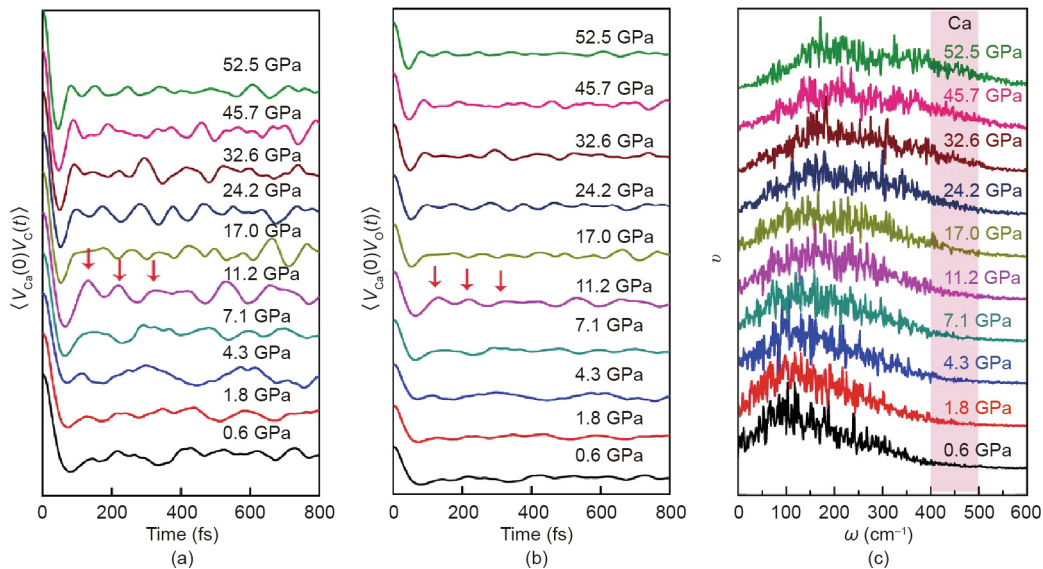 ⟨V_Ca(0)V_C(t)⟩
52.5 GPa
45.7 GPa
32.6 GPa
24.2 GPa
17.0 GPa
11.2 GPa
7.1 GPa
4.3 GPa
1.8 GPa
0.6 GPa
0 200 400 600 800
Time (fs)
(a)
⟨V_Ca(0)V_O(t)⟩
52.5 GPa
45.7 GPa
32.6 GPa
24.2 GPa
17.0 GPa
11.2 GPa
7.1 GPa
4.3 GPa
1.8 GPa
0.6 GPa
0 200 400 600 800
Time (fs)
(b)
υ
Ca
52.5 GPa
45.7 GPa
32.6 GPa
24.2 GPa
17.0 GPa
11.2 GPa
7.1 GPa
4.3 GPa
1.8 GPa
0.6 GPa
0 100 200 300 400 500 600
ω (cm⁻¹)
(c)